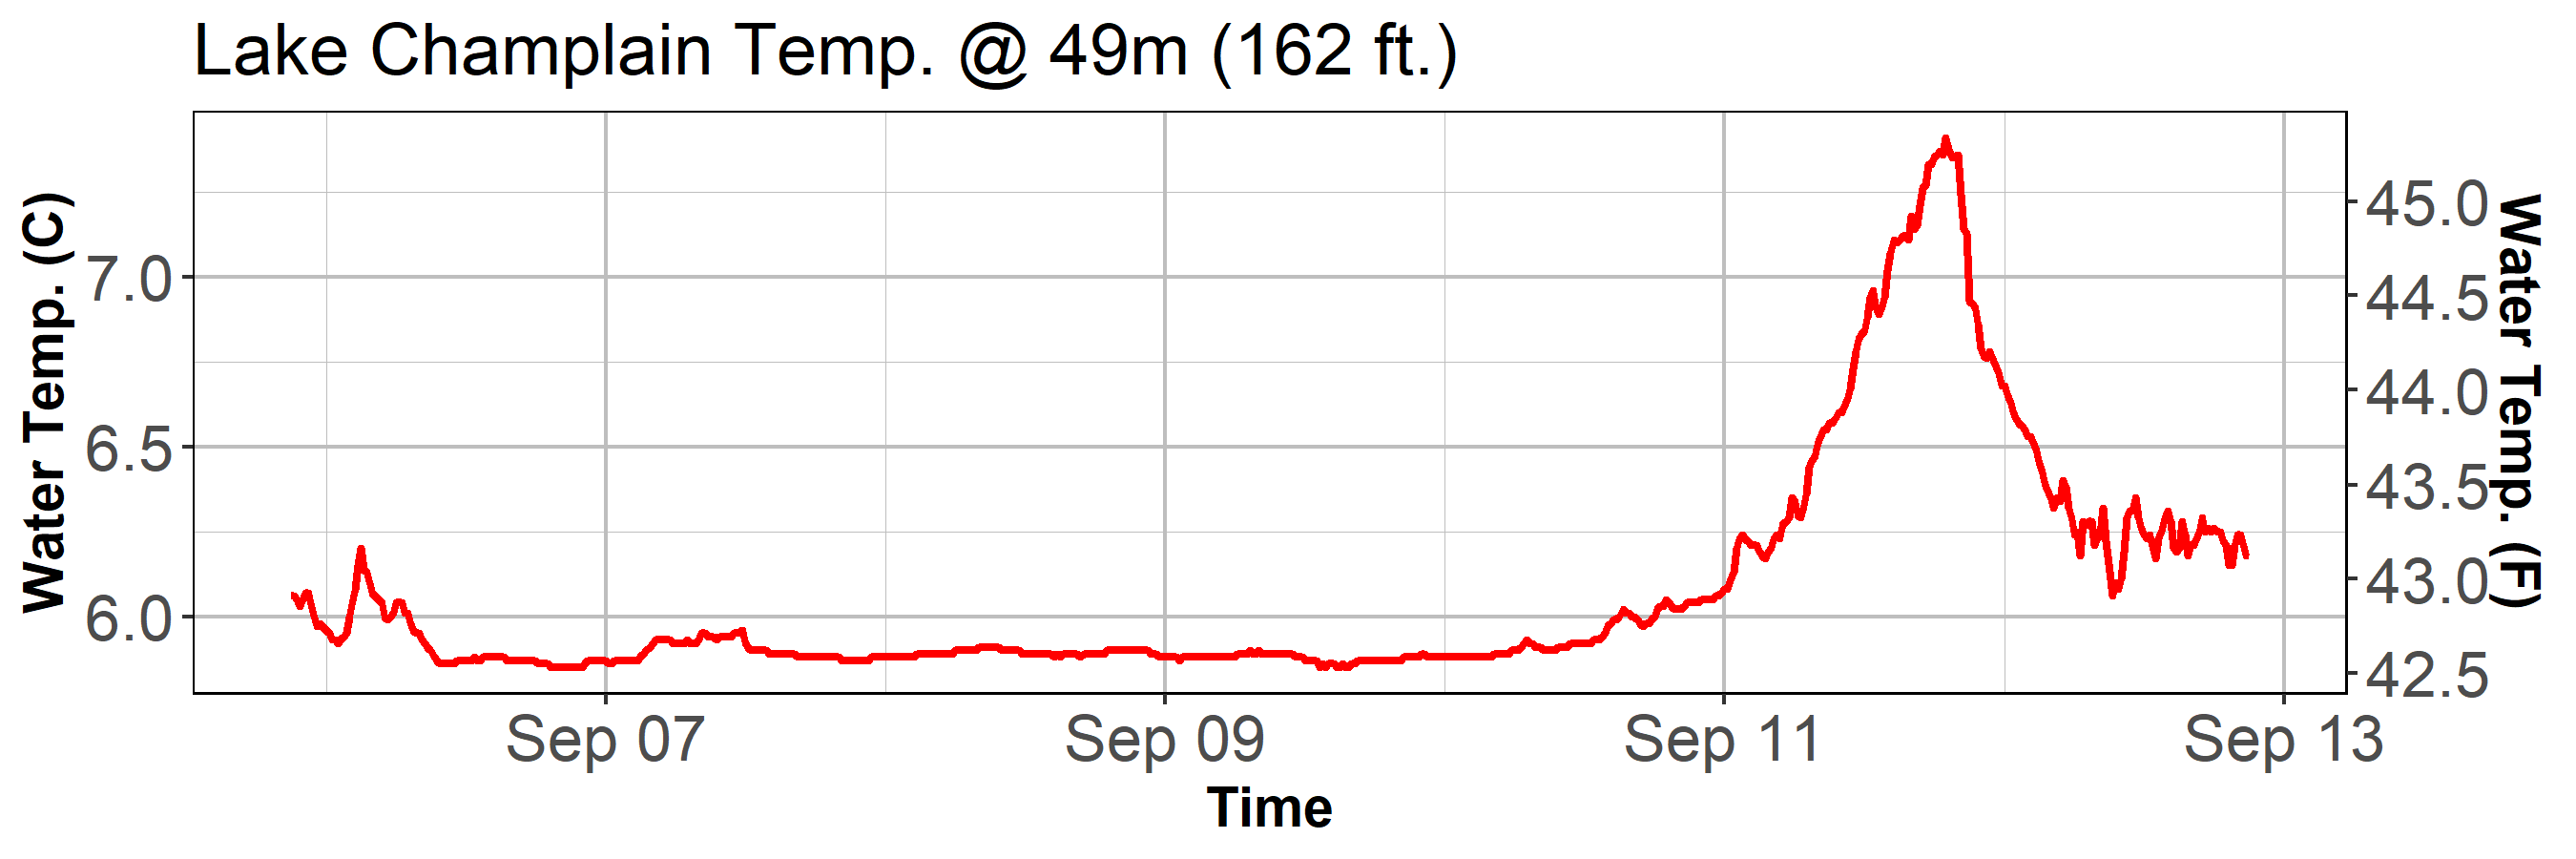 Lake Champlain Temp. @ 49m (162 ft.)
Water Temp. (C)
7.0
6.5
6.0
45.0
44.5
44.0
43.5
43.0
42.5
Water Temp. (F)
Sep 07 Sep 09 Sep 11 Sep 13
Time